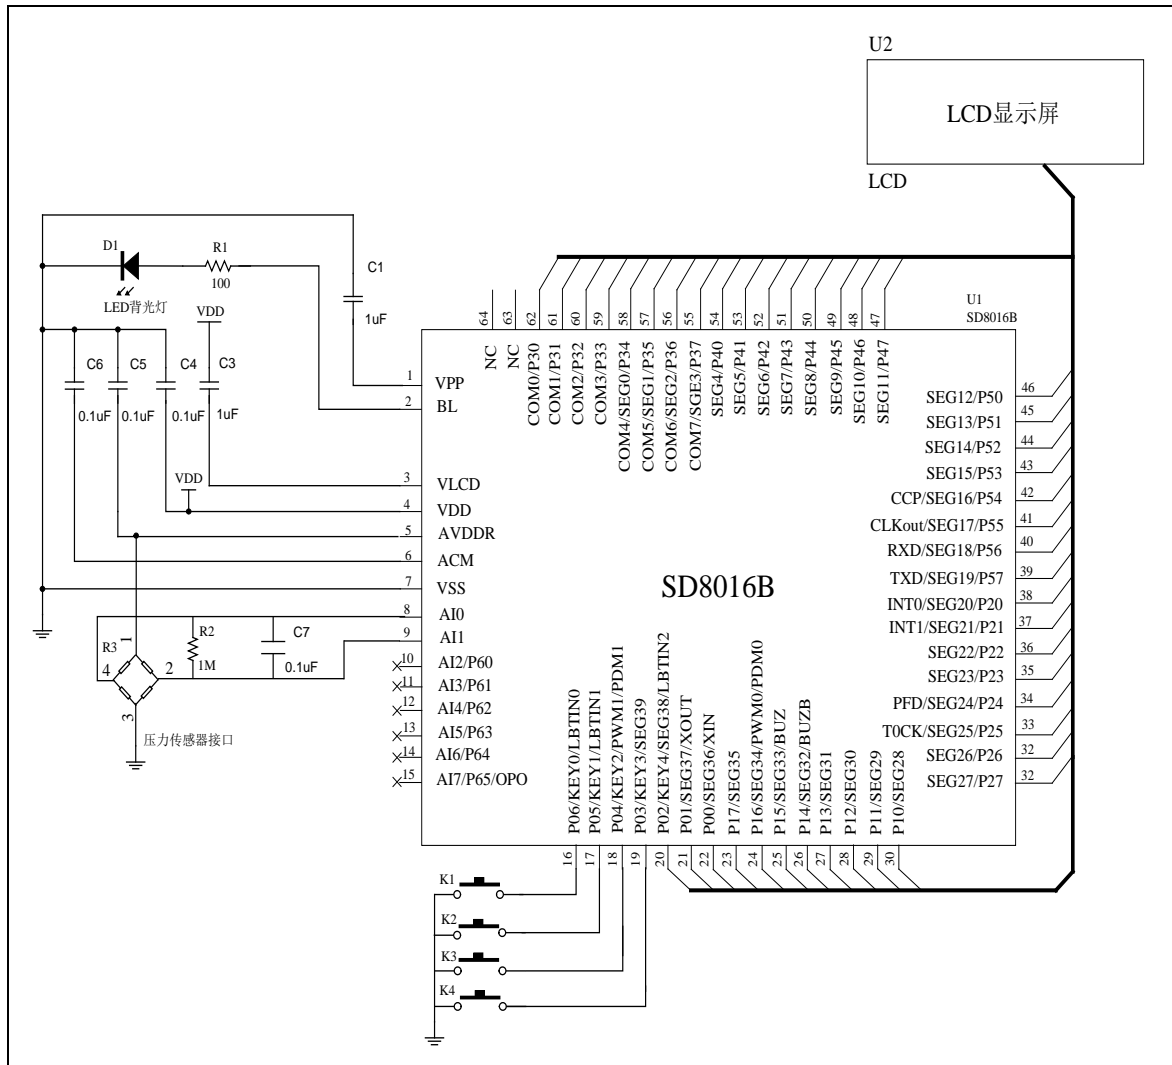 U2
LCD显示屏
LCD
D1
R1
100
LED背光灯
C1
1uF
VDD
C6
C5
C4
C3
0.1uF
0.1uF
0.1uF
1uF
VDD
U1
SD8016B
64
63
62
61
60
59
58
57
56
55
54
53
52
51
50
49
48
47
NC
NC
COM0/P30
COM1/P31
COM2/P32
COM3/P33
COM4/SEG0/P34
COM5/SEG1/P35
COM6/SEG2/P36
COM7/SGE3/P37
SEG4/P40
SEG5/P41
SEG6/P42
SEG7/P43
SEG8/P44
SEG9/P45
SEG10/P46
SEG11/P47
1 VPP
2 BL
3 VLCD
4 VDD
5 AVDDR
6 ACM
7 VSS
8 AI0
9 AI1
10 AI2/P60
11 AI3/P61
12 AI4/P62
13 AI5/P63
14 AI6/P64
15 AI7/P65/OPO
SD8016B
SEG12/P50 46
SEG13/P51 45
SEG14/P52 44
SEG15/P53 43
CCP/SEG16/P54 42
CLKout/SEG17/P55 41
RXD/SEG18/P56 40
TXD/SEG19/P57 39
INT0/SEG20/P20 38
INT1/SEG21/P21 37
SEG22/P22 36
SEG23/P23 35
PFD/SEG24/P24 34
T0CK/SEG25/P25 33
SEG26/P26 32
SEG27/P27 32
R3
1
2
3
4
R2
1M
C7
0.1uF
压力传感器接口
P06/KEY0/LBTIN0
P05/KEY1/LBTIN1
P04/KEY2/PWM1/PDM1
P03/KEY3/SEG39
P02/KEY4/SEG38/LBTIN2
P01/SEG37/XOUT
P00/SEG36/XIN
P17/SEG35
P16/SEG34/PWM0/PDM0
P15/SEG33/BUZ
P14/SEG32/BUZB
P13/SEG31
P12/SEG30
P11/SEG29
P10/SEG28
16
17
18
19
20
21
22
23
24
25
26
27
28
29
30
K1
K2
K3
K4